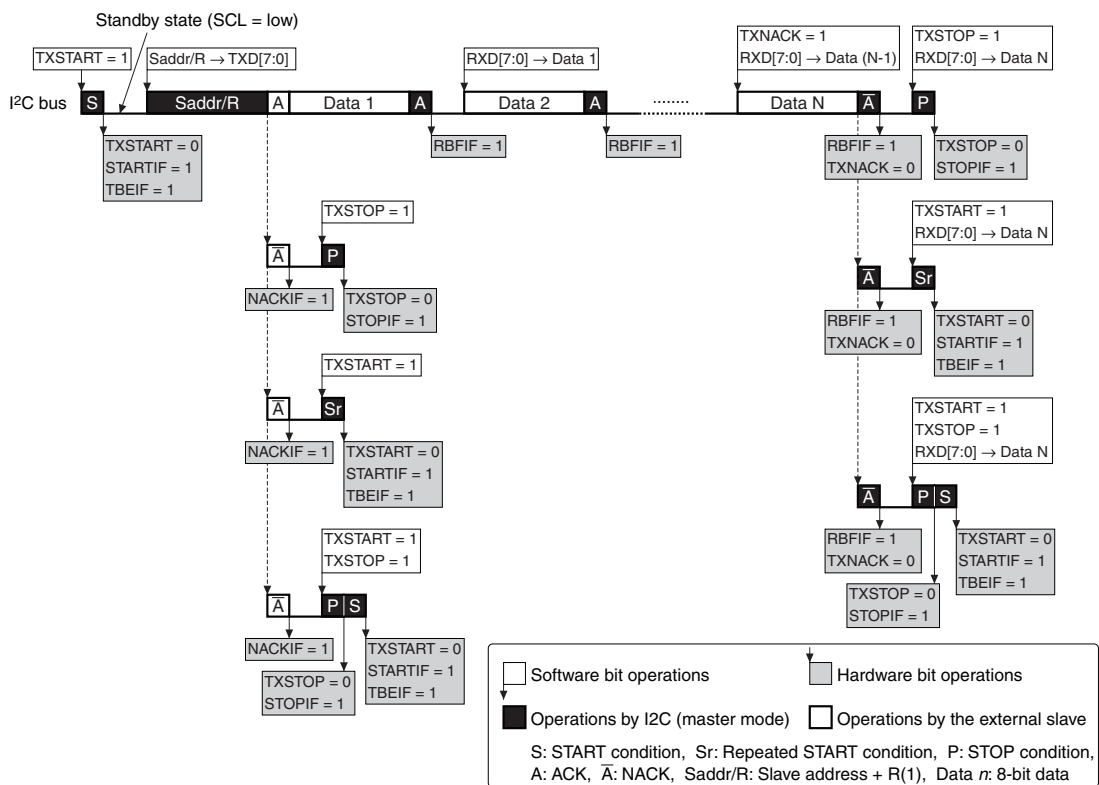 Standby state (SCL = low)
TXSTART = 1
Saddr/R → TXD[7:0]
RXD[7:0] → Data 1
TXNACK = 1
RXD[7:0] → Data (N-1)
TXSTOP = 1
RXD[7:0] → Data N
I²C bus
S
Saddr/R
A
Data 1
A
Data 2
A
Data N
A̅
P
TXSTART = 0
STARTIF = 1
TBEIF = 1
RBFIF = 1
RBFIF = 1
RBFIF = 1
TXNACK = 0
TXSTOP = 0
STOPIF = 1
TXSTOP = 1
A̅
P
NACKIF = 1
TXSTOP = 0
STOPIF = 1
TXSTART = 1
RXD[7:0] → Data N
A̅
Sr
RBFIF = 1
TXNACK = 0
TXSTART = 0
STARTIF = 1
TBEIF = 1
TXSTART = 1
A̅
Sr
NACKIF = 1
TXSTART = 0
STARTIF = 1
TBEIF = 1
TXSTART = 1
TXSTOP = 1
RXD[7:0] → Data N
A̅
P
S
RBFIF = 1
TXNACK = 0
TXSTOP = 0
STOPIF = 1
TXSTART = 0
STARTIF = 1
TBEIF = 1
TXSTART = 1
TXSTOP = 1
A̅
P
S
NACKIF = 1
TXSTOP = 0
STOPIF = 1
TXSTART = 0
STARTIF = 1
TBEIF = 1
Software bit operations
Hardware bit operations
Operations by I2C (master mode)
Operations by the external slave
S: START condition, Sr: Repeated START condition, P: STOP condition,
A: ACK, A̅: NACK, Saddr/R: Slave address + R(1), Data n: 8-bit data